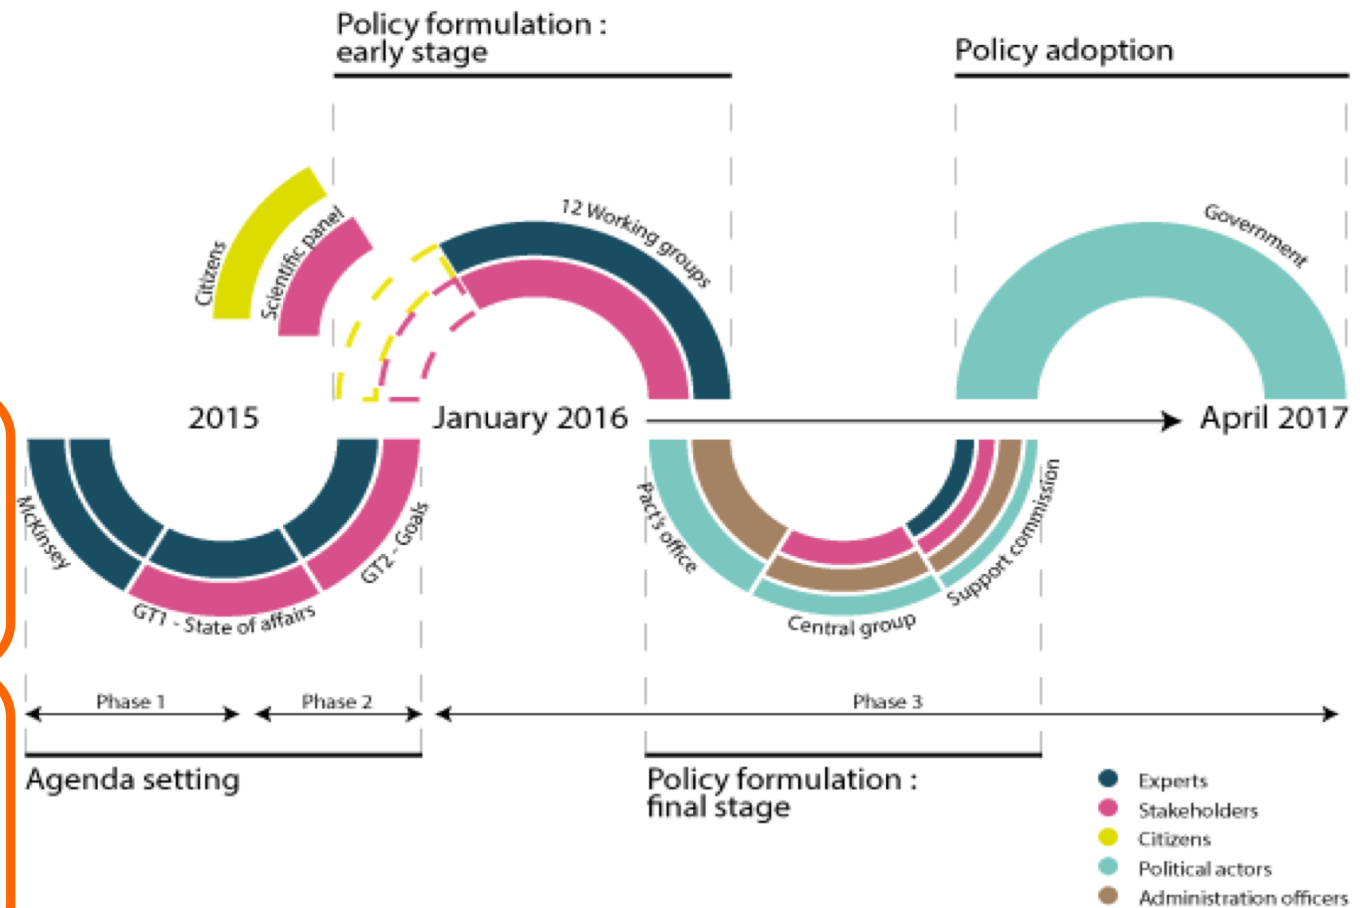 Policy formulation :
early stage
Policy adoption
Citizens
Scientific panel
12 Working groups
Government
2015
January 2016
April 2017
McKinsey
GT1 - State of affairs
GT2 - Goals
Pact's office
Central group
Support commission
Phase 1
Phase 2
Phase 3
Agenda setting
Policy formulation :
final stage
Experts
Stakeholders
Citizens
Political actors
Administration officers